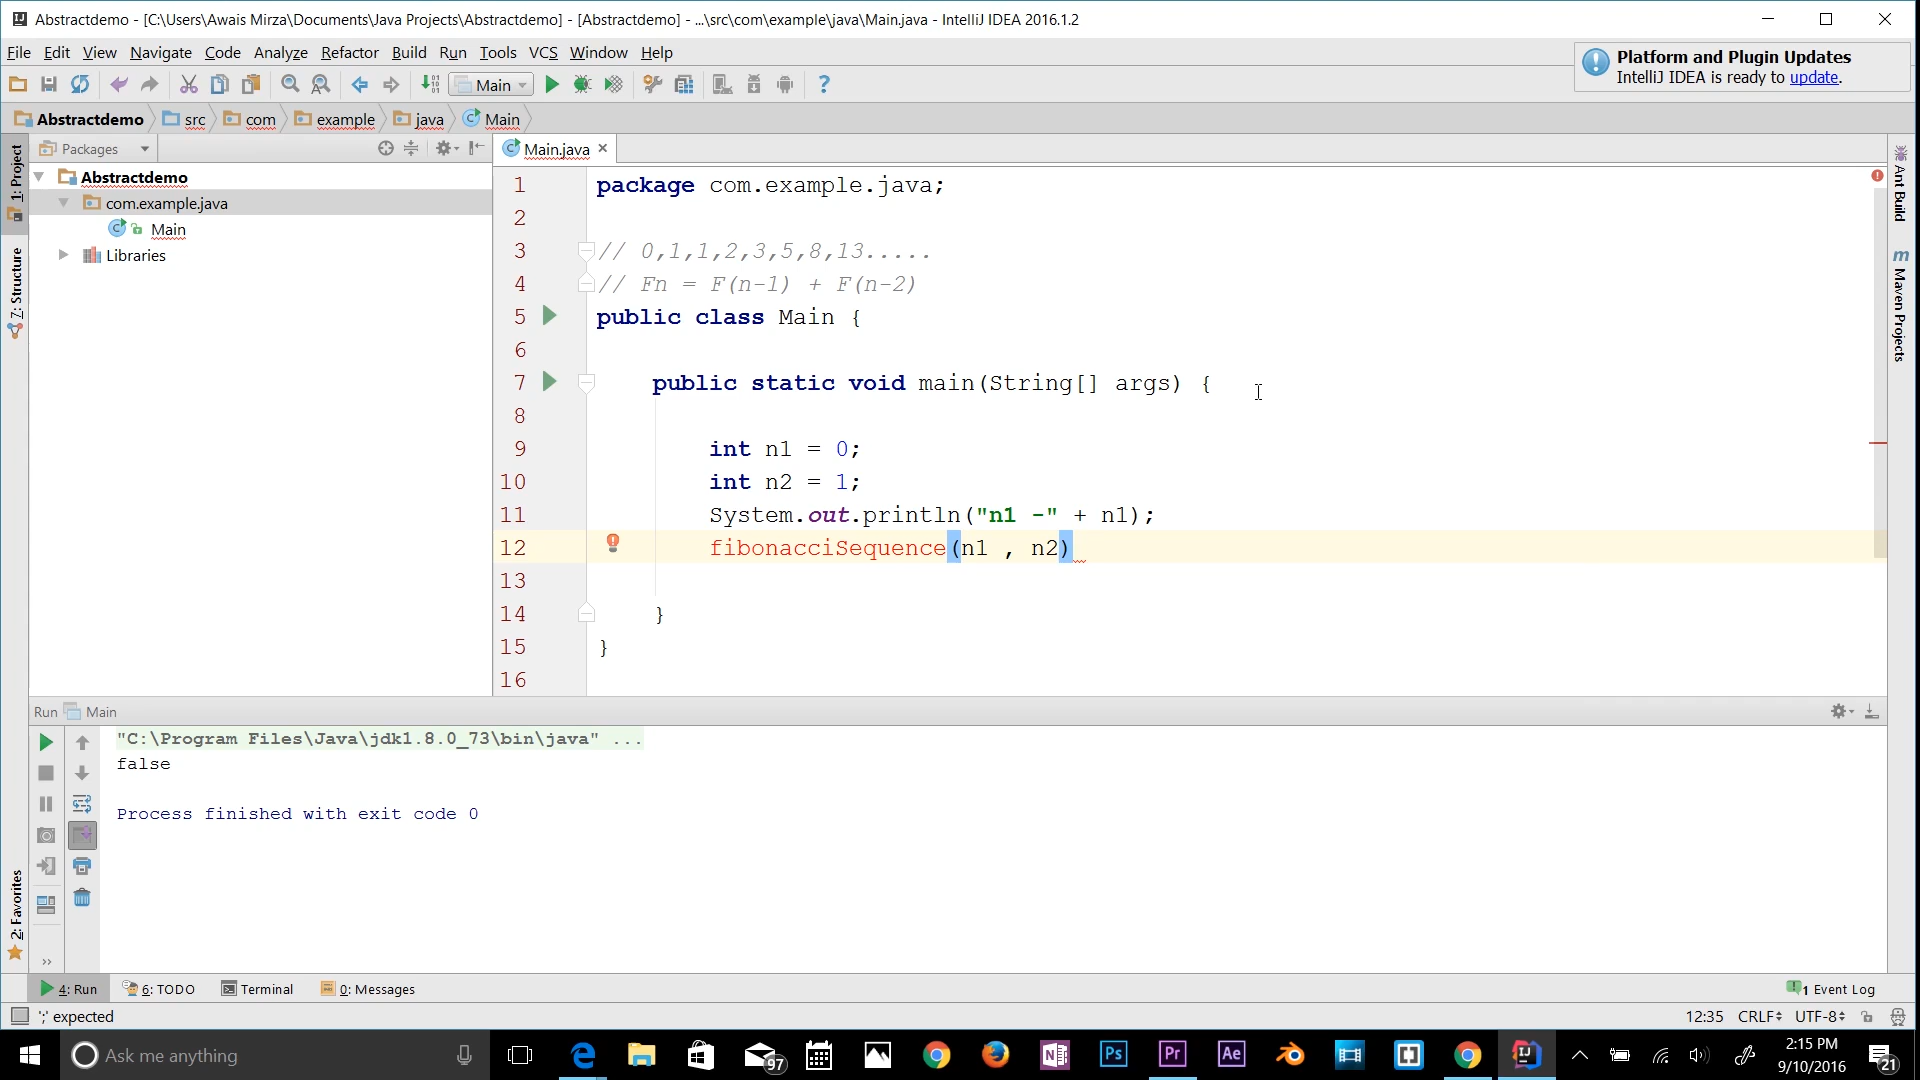 Abstractdemo - [C:\Users\Awais Mirza\Documents\Java Projects\Abstractdemo] - [Abstractdemo] - ...\src\com\example\java\Main.java - IntelliJ IDEA 2016.1.2
File Edit View Navigate Code Analyze Refactor Build Run Tools VCS Window Help
Platform and Plugin Updates
IntelliJ IDEA is ready to update.
Main
Abstractdemo src com example java Main
1: Project
7: Structure
2: Favorites
Packages
Abstractdemo
com.example.java
Main
Libraries
Main.java
1 package com.example.java;
2
3 // 0,1,1,2,3,5,8,13.....
4 // Fn = F(n-1) + F(n-2)
5 public class Main {
6
7 public static void main(String[] args) {
8
9 int n1 = 0;
10 int n2 = 1;
11 System.out.println("n1 -" + n1);
12 fibonacciSequence(n1 , n2)
13
14 }
15 }
16
Ant Build
Maven Projects
Run Main
"C:\Program Files\Java\jdk1.8.0_73\bin\java" ...
false
Process finished with exit code 0
4: Run 6: TODO Terminal 0: Messages 1 Event Log
';' expected 12:35 CRLF UTF-8
Ask me anything
97
Ps Pr Ae
2:15 PM
9/10/2016
21